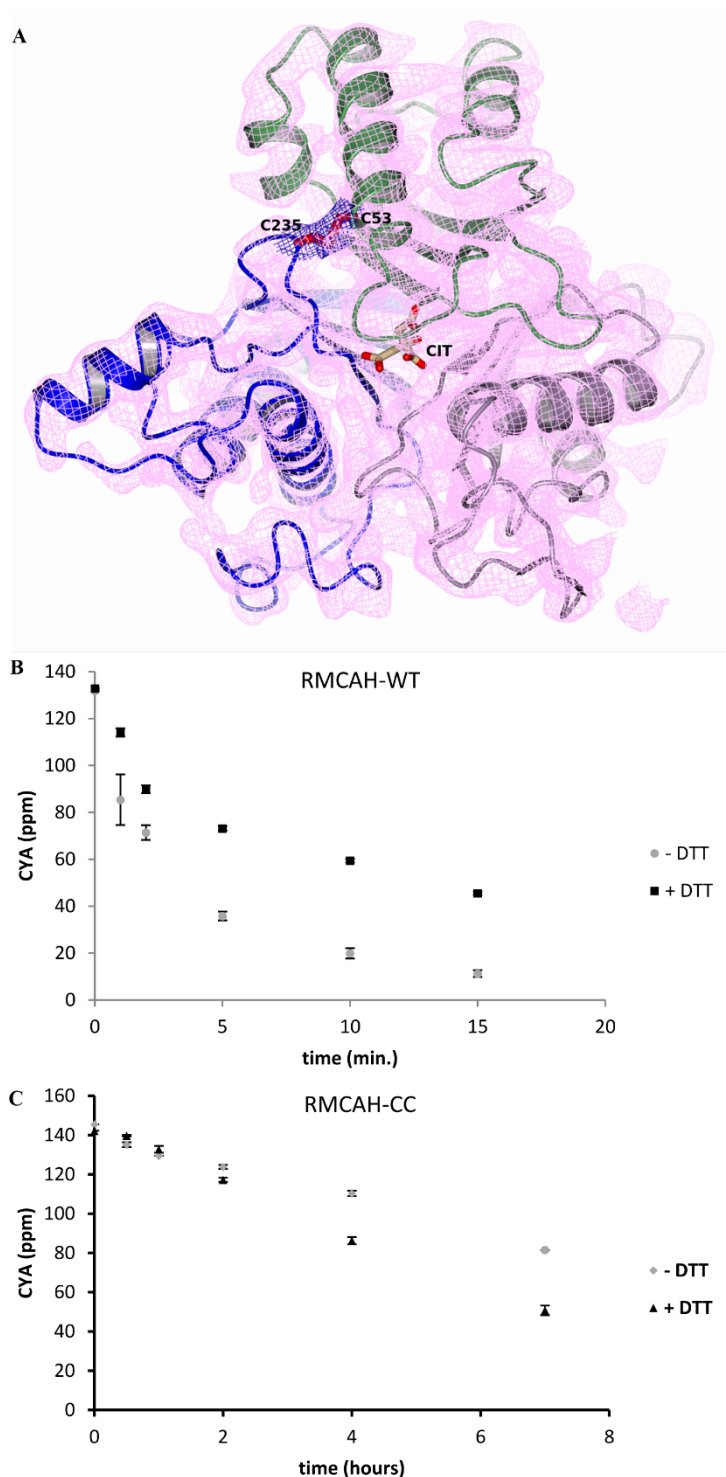 A
C235 C53
CIT
B
RMCAH-WT
140
120
100
80
60
40
20
0
CYA (ppm)
0 5 10 15 20
time (min.)
- DTT
+ DTT
C
RMCAH-CC
160
140
120
100
80
60
40
20
0
CYA (ppm)
0 2 4 6 8
time (hours)
- DTT
+ DTT